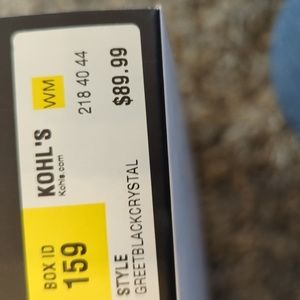 KOHL'S
Kohls.com
WM
218 40 44
$89.99
BOX ID
159
STYLE
GREETBLACKCRYSTAL